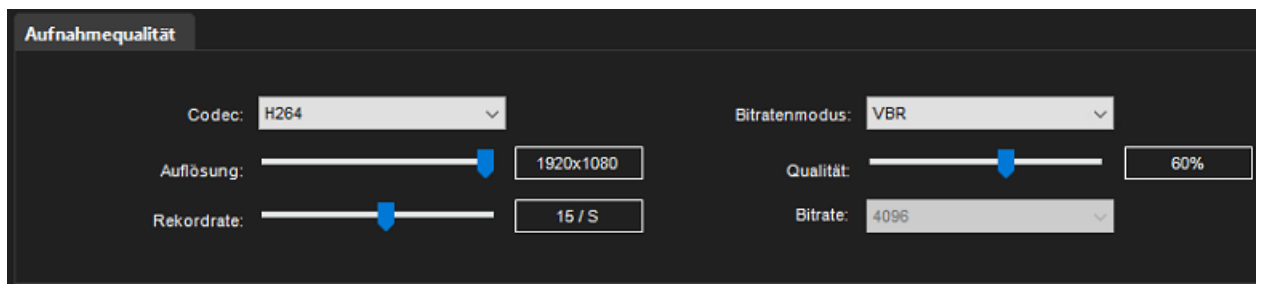 Aufnahmequalität
Codec: H264 Bitratenmodus: VBR
Auflösung: 1920x1080 Qualität: 60%
Rekordrate: 15 / S Bitrate: 4096